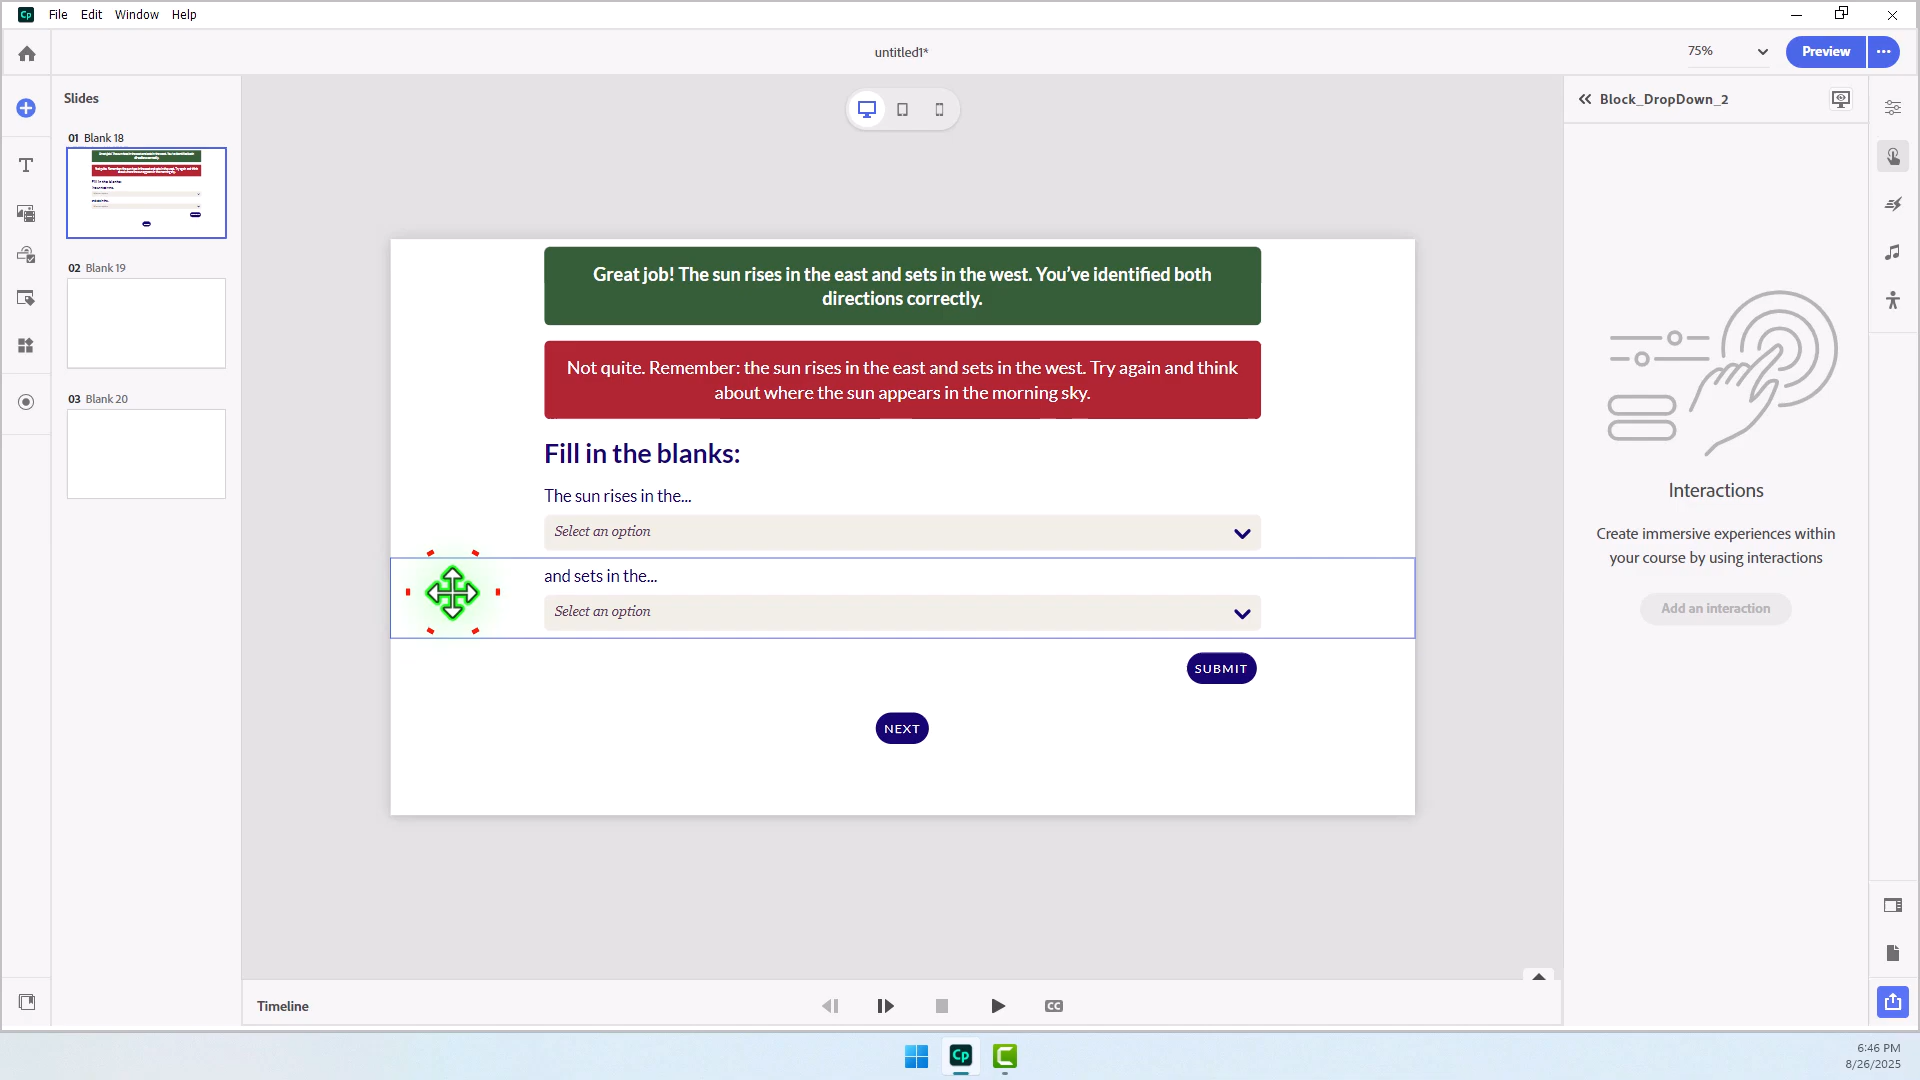 Cp File Edit Window Help
untitled1*
75%
Preview
Slides
Block_DropDown_2
01 Blank 18
02 Blank 19
03 Blank 20
Great job! The sun rises in the east and sets in the west. You’ve identified both
directions correctly.
Not quite. Remember: the sun rises in the east and sets in the west. Try again and think
about where the sun appears in the morning sky.
Fill in the blanks:
The sun rises in the...
Select an option
and sets in the...
Select an option
SUBMIT
NEXT
Interactions
Create immersive experiences within
your course by using interactions
Add an interaction
Timeline
CC
Cp
6:46 PM
8/26/2025